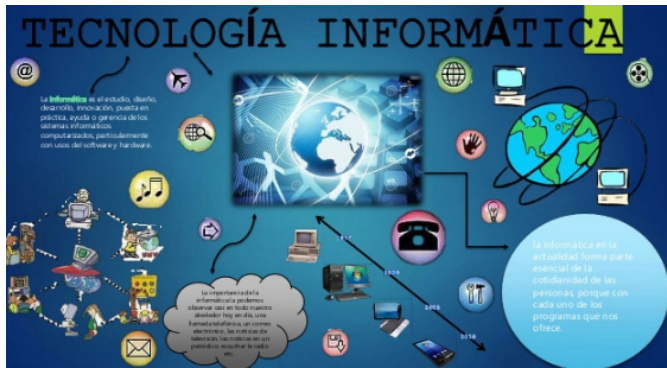 TECNOLOGÍA INFORMÁTICA
@
La informática es el estudio, diseño,
desarrollo, innovación, puesta en
práctica, ayuda o gerencia de los
sistemas informáticos
computarizados, particularmente
con usos del software y hardware.
La importancia de la
informática la podemos
observar casi en todo nuestro
alrededor hoy en día, una
llamada telefónica, un correo
electrónico, las noticias de
televisión, las noticias en un
periódico, escuchar la radio
etc.
la informática en la
actualidad forma parte
esencial de la
cotidianidad de las
personas, porque con
cada uno de los
programas que nos
ofrece.